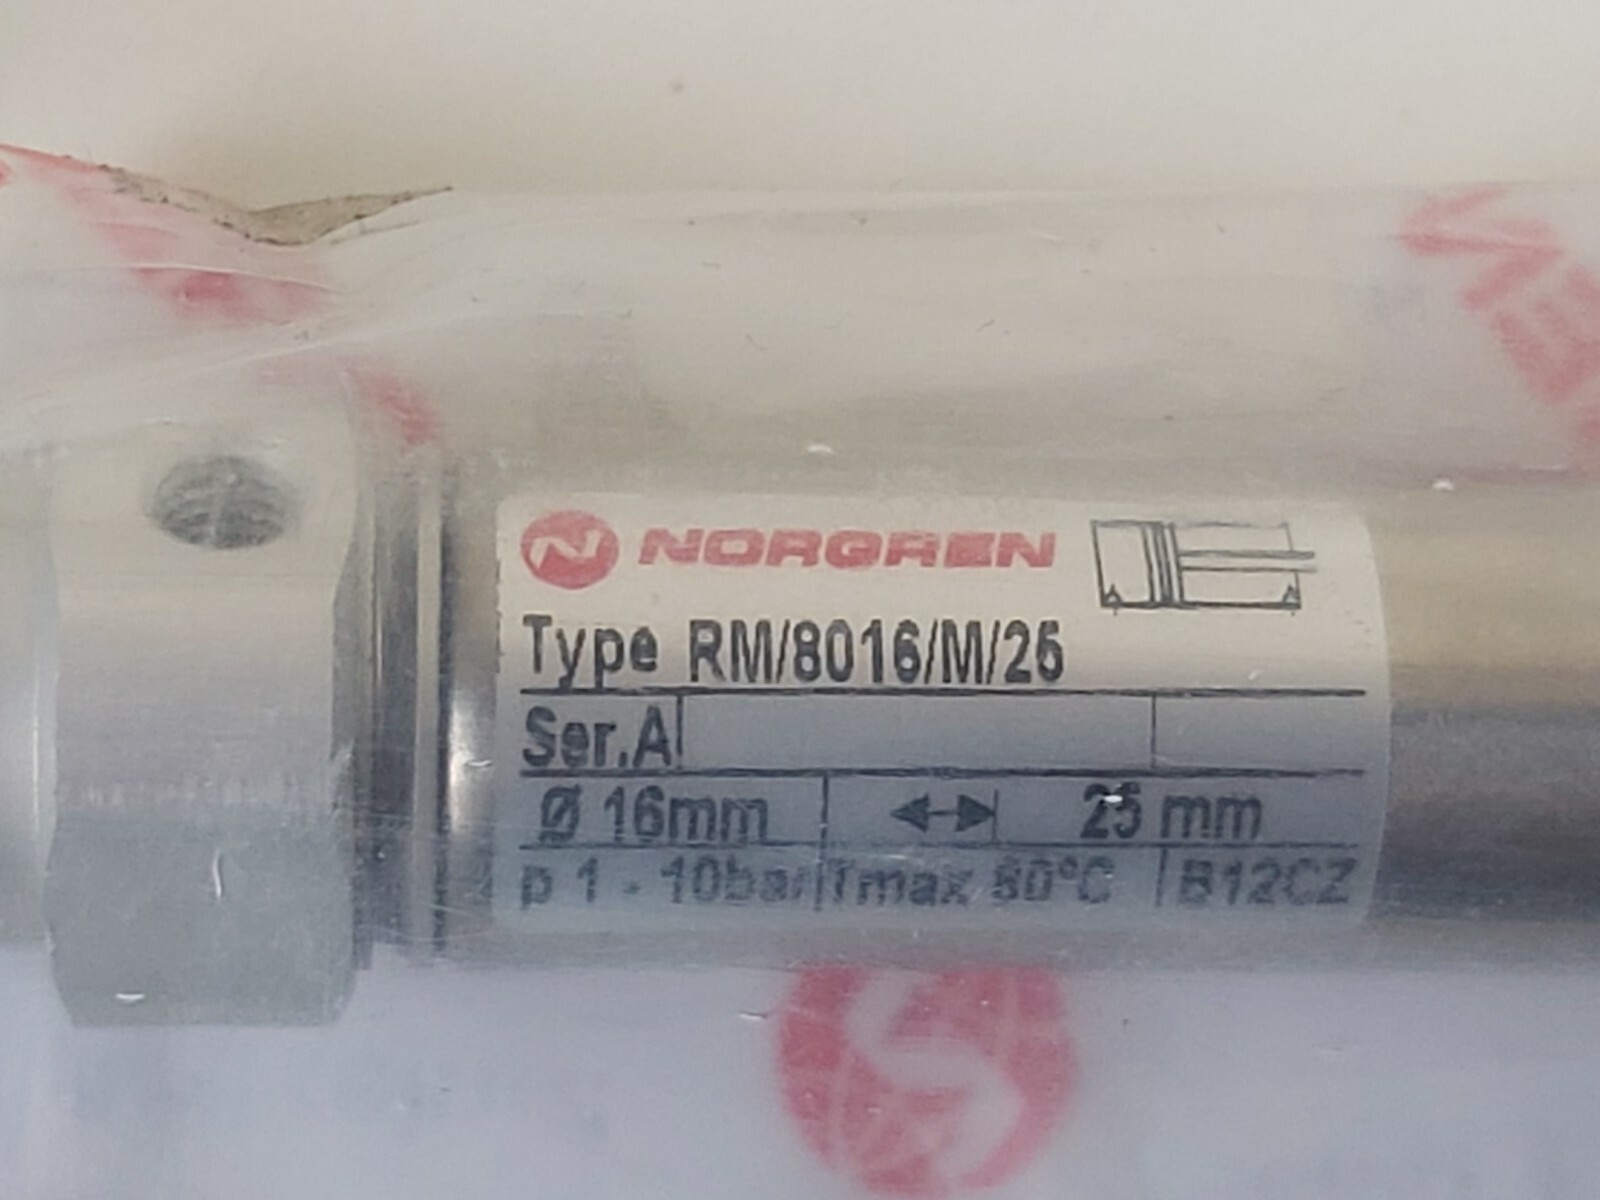 NORGREN
Type RM/8016/M/25
Ser.A
Ø 16mm 25 mm
p 1 - 10bar Tmax 80°C B12CZ